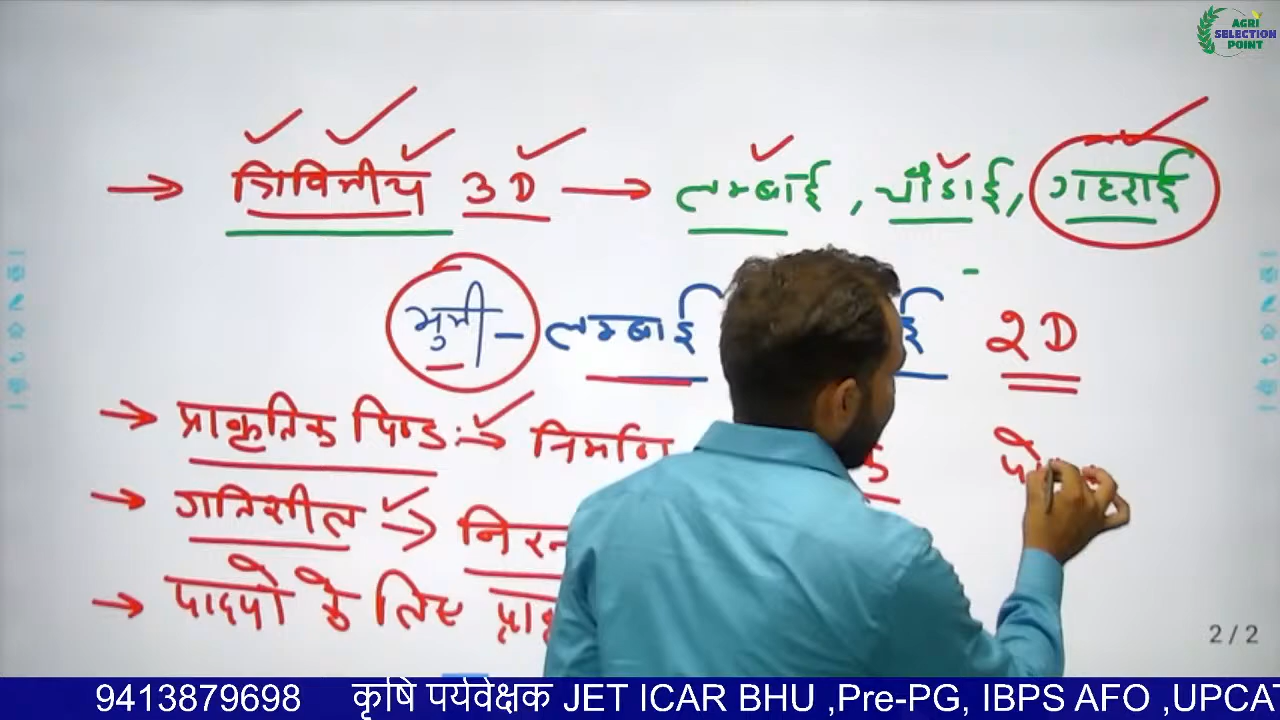 AGRI
SELECTION
POINT
→ त्रिविमीय 3D → लम्बाई, चौडाई, गहराई
भुमी - लम्बाई ई 2D
→ प्राकृतिक पिण्ड :→ निर्माण
→ गतिशील → निरन
→ पादपो के लिए प्राकृ
2/2
9413879698 कृषि पर्यवेक्षक JET ICAR BHU ,Pre-PG, IBPS AFO ,UPCAT